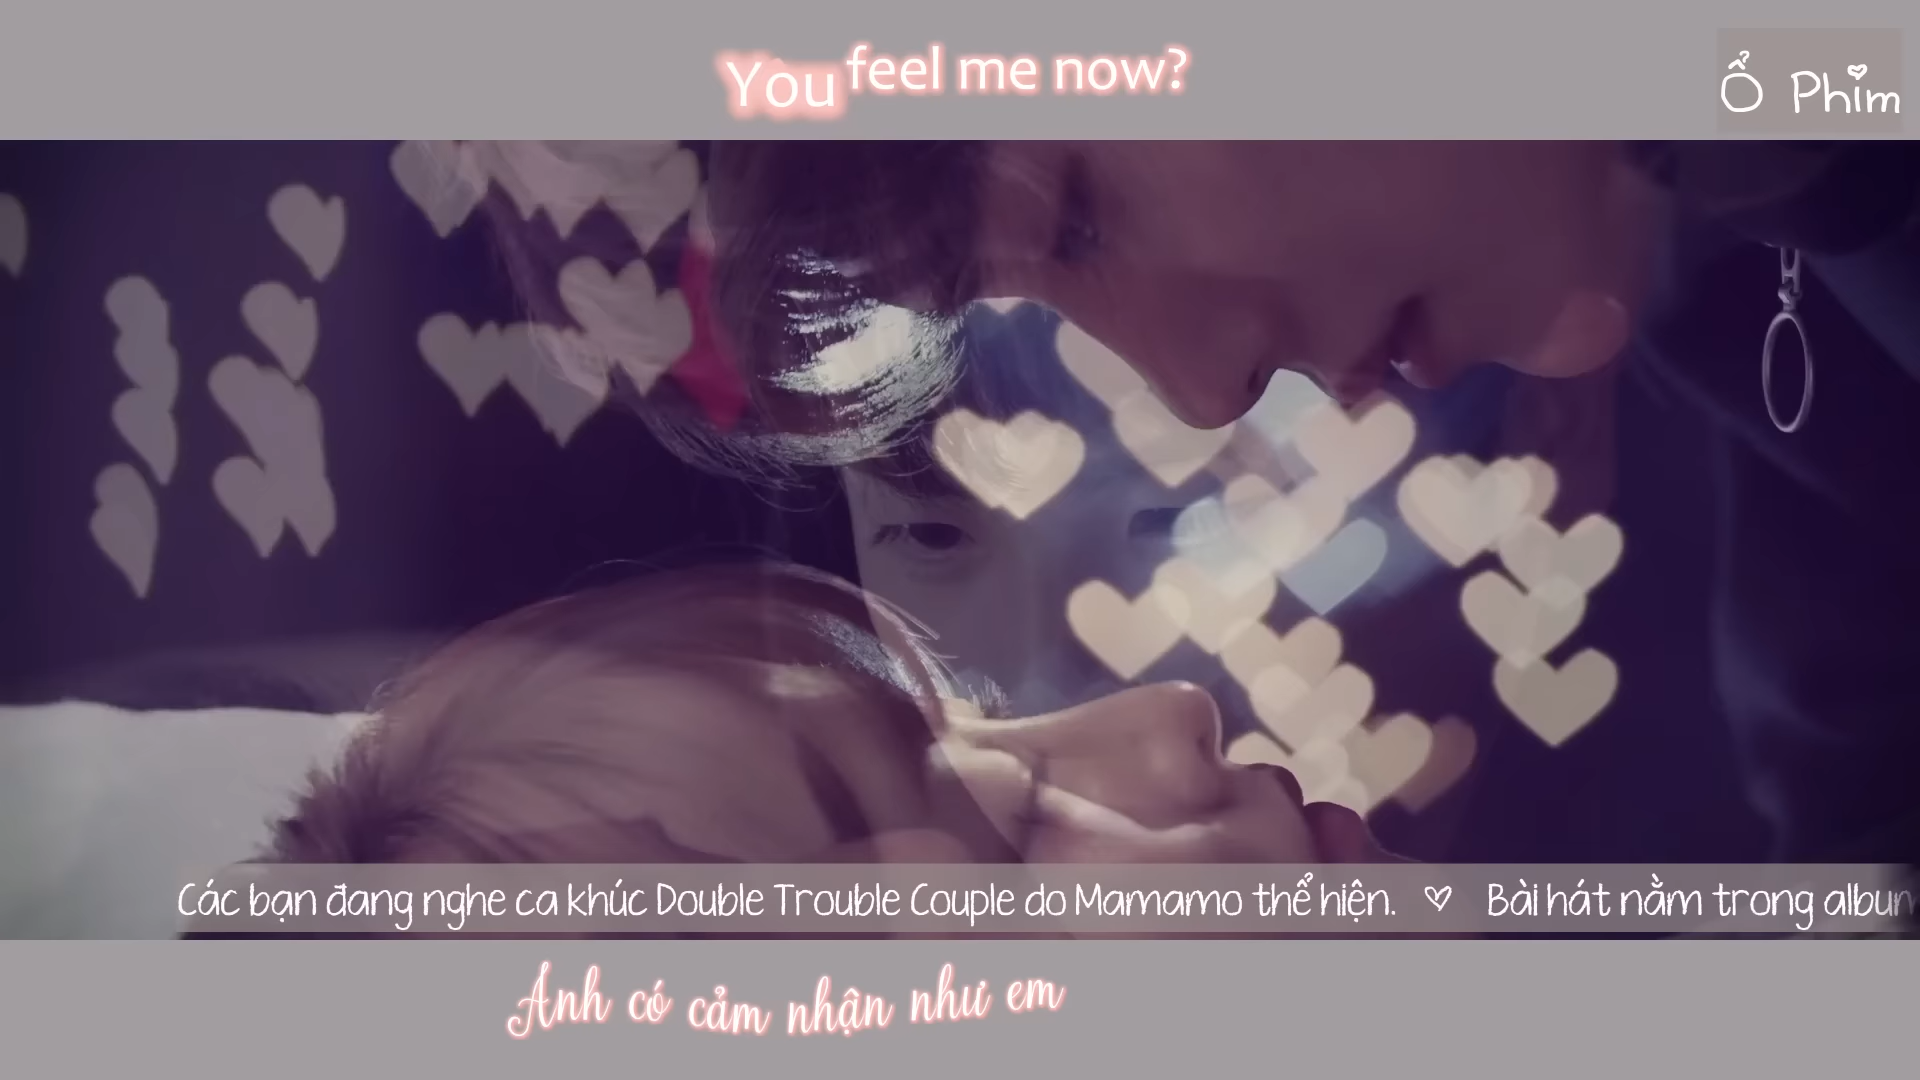 You feel me now?
Ổ Phim
Các bạn đang nghe ca khúc Double Trouble Couple do Mamamo thể hiện. ♡ Bài hát nằm trong album
Anh có cảm nhận như em